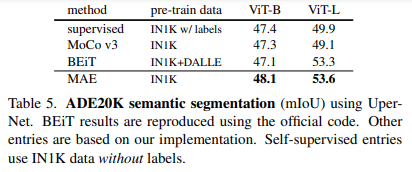 method pre-train data ViT-B ViT-L
supervised IN1K w/ labels 47.4 49.9
MoCo v3 IN1K 47.3 49.1
BEiT IN1K+DALLE 47.1 53.3
MAE IN1K 48.1 53.6
Table 5. ADE20K semantic segmentation (mIoU) using Uper-
Net. BEiT results are reproduced using the official code. Other
entries are based on our implementation. Self-supervised entries
use IN1K data without labels.